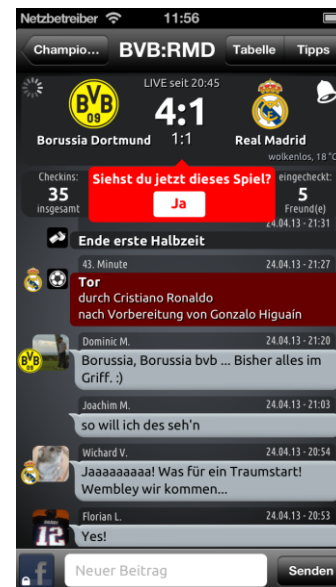 Netzbetreiber 11:56
Champio... BVB:RMD Tabelle Tipps
LIVE seit 20:45
BVB 09
4:1
Borussia Dortmund 1:1 Real Madrid
wolkenlos, 18 °C
Checkins: 35 insgesamt
Siehst du jetzt dieses Spiel?
Ja
eingecheckt: 5 Freund(e)
24.04.13 - 21:31
Ende erste Halbzeit
43. Minute 24.04.13 - 21:27
Tor
durch Cristiano Ronaldo
nach Vorbereitung von Gonzalo Higuaín
Dominic M. 24.04.13 - 21:20
BVB
Borussia, Borussia bvb ... Bisher alles im
Griff. :)
Joachim M. 24.04.13 - 21:03
so will ich des seh'n
Wichard V. 24.04.13 - 20:54
Jaaaaaaaa! Was für ein Traumstart!
Wembley wir kommen...
Florian L. 24.04.13 - 20:53
12
Yes!
f
Neuer Beitrag Senden